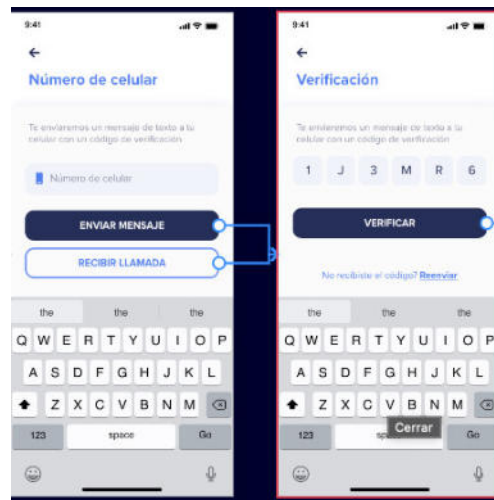 9:41
Número de celular
Te enviaremos un mensaje de texto a tu
celular con un código de verificación
Número de celular
ENVIAR MENSAJE
RECIBIR LLAMADA
the the the
Q W E R T Y U I O P
A S D F G H J K L
Z X C V B N M
123 space Go
9:41
Verificación
Te enviaremos un mensaje de texto a tu
celular con un código de verificación
1 J 3 M R 6
VERIFICAR
No recibiste el código? Reenviar
the the the
Q W E R T Y U I O P
A S D F G H J K L
Z X C V B N M
Cerrar
123 Go